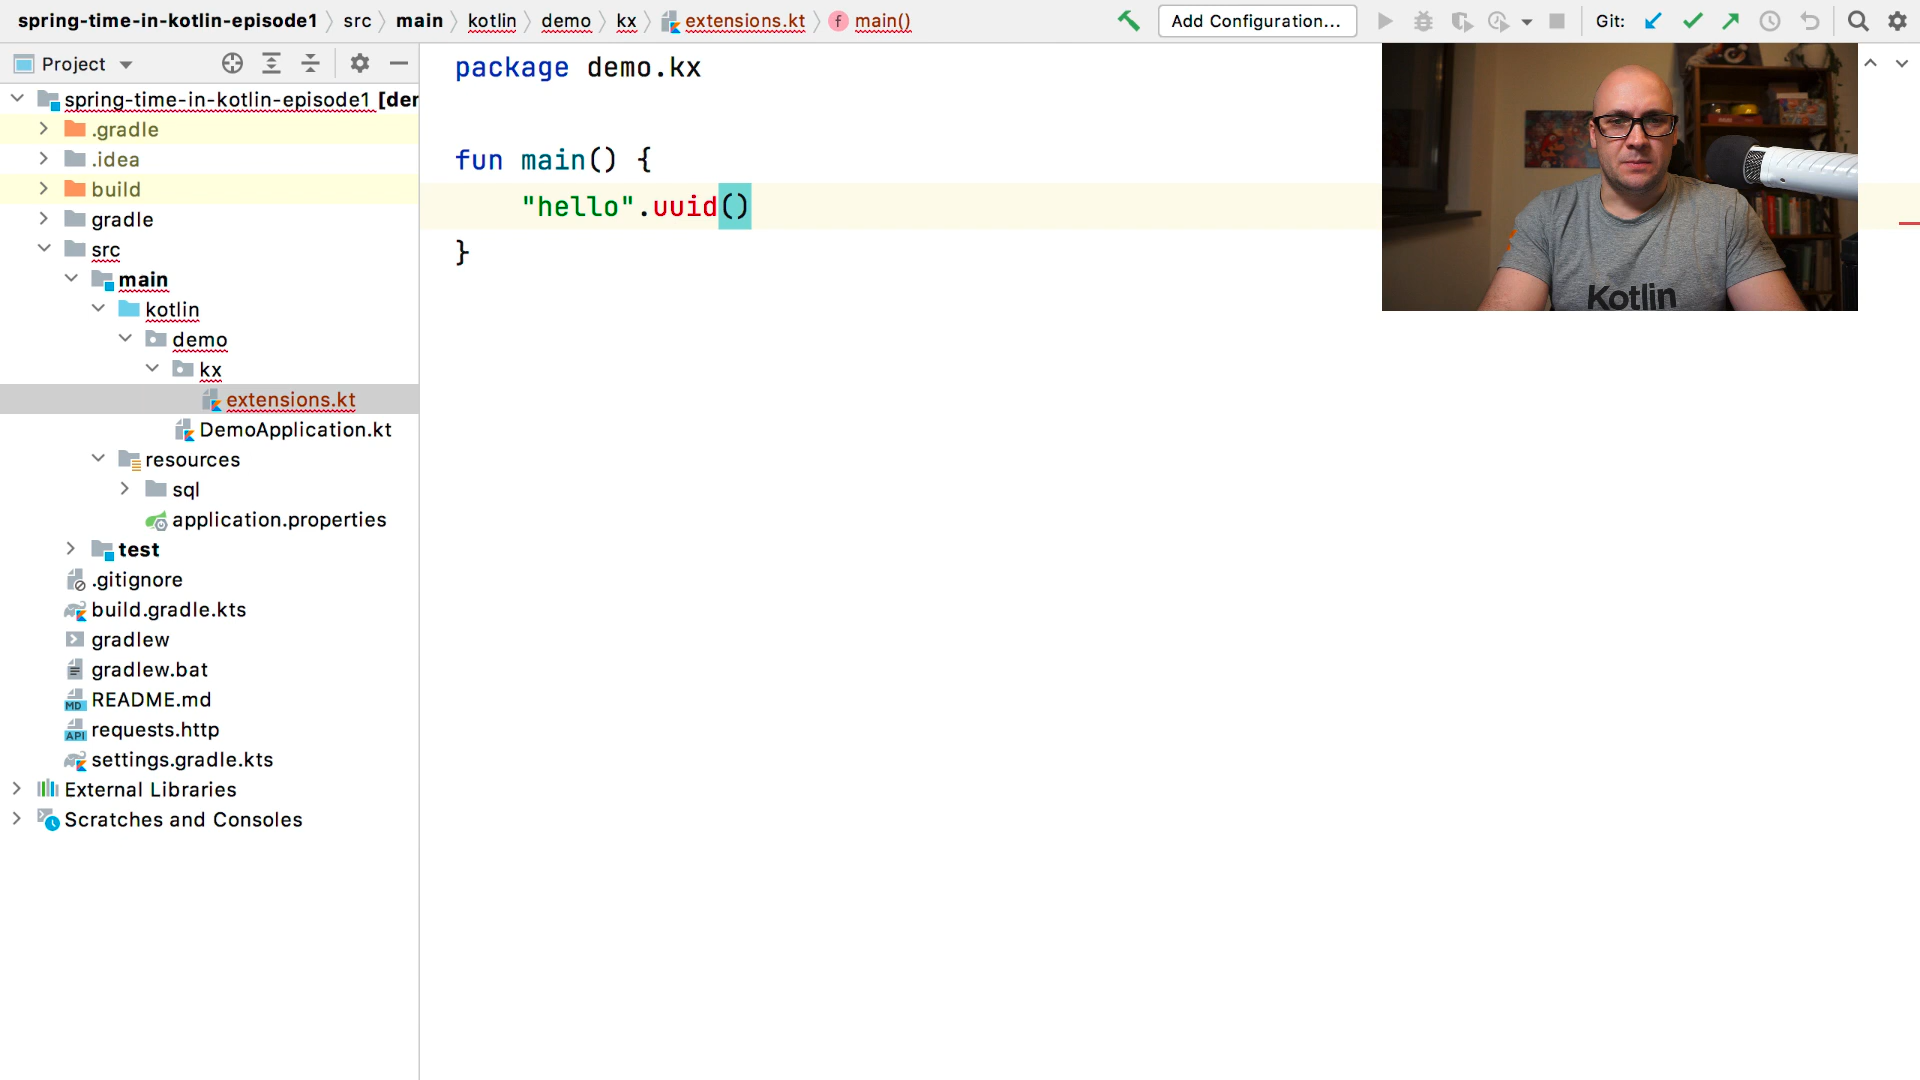 spring-time-in-kotlin-episode1 src main kotlin demo kx extensions.kt f main() Add Configuration... Git:
Project
package demo.kx
fun main() {
"hello".uuid()
}
spring-time-in-kotlin-episode1 [der
.gradle
.idea
build
gradle
src
main
kotlin
demo
kx
extensions.kt
DemoApplication.kt
resources
sql
application.properties
test
.gitignore
build.gradle.kts
gradlew
gradlew.bat
MD README.md
API requests.http
settings.gradle.kts
External Libraries
Scratches and Consoles
Kotlin